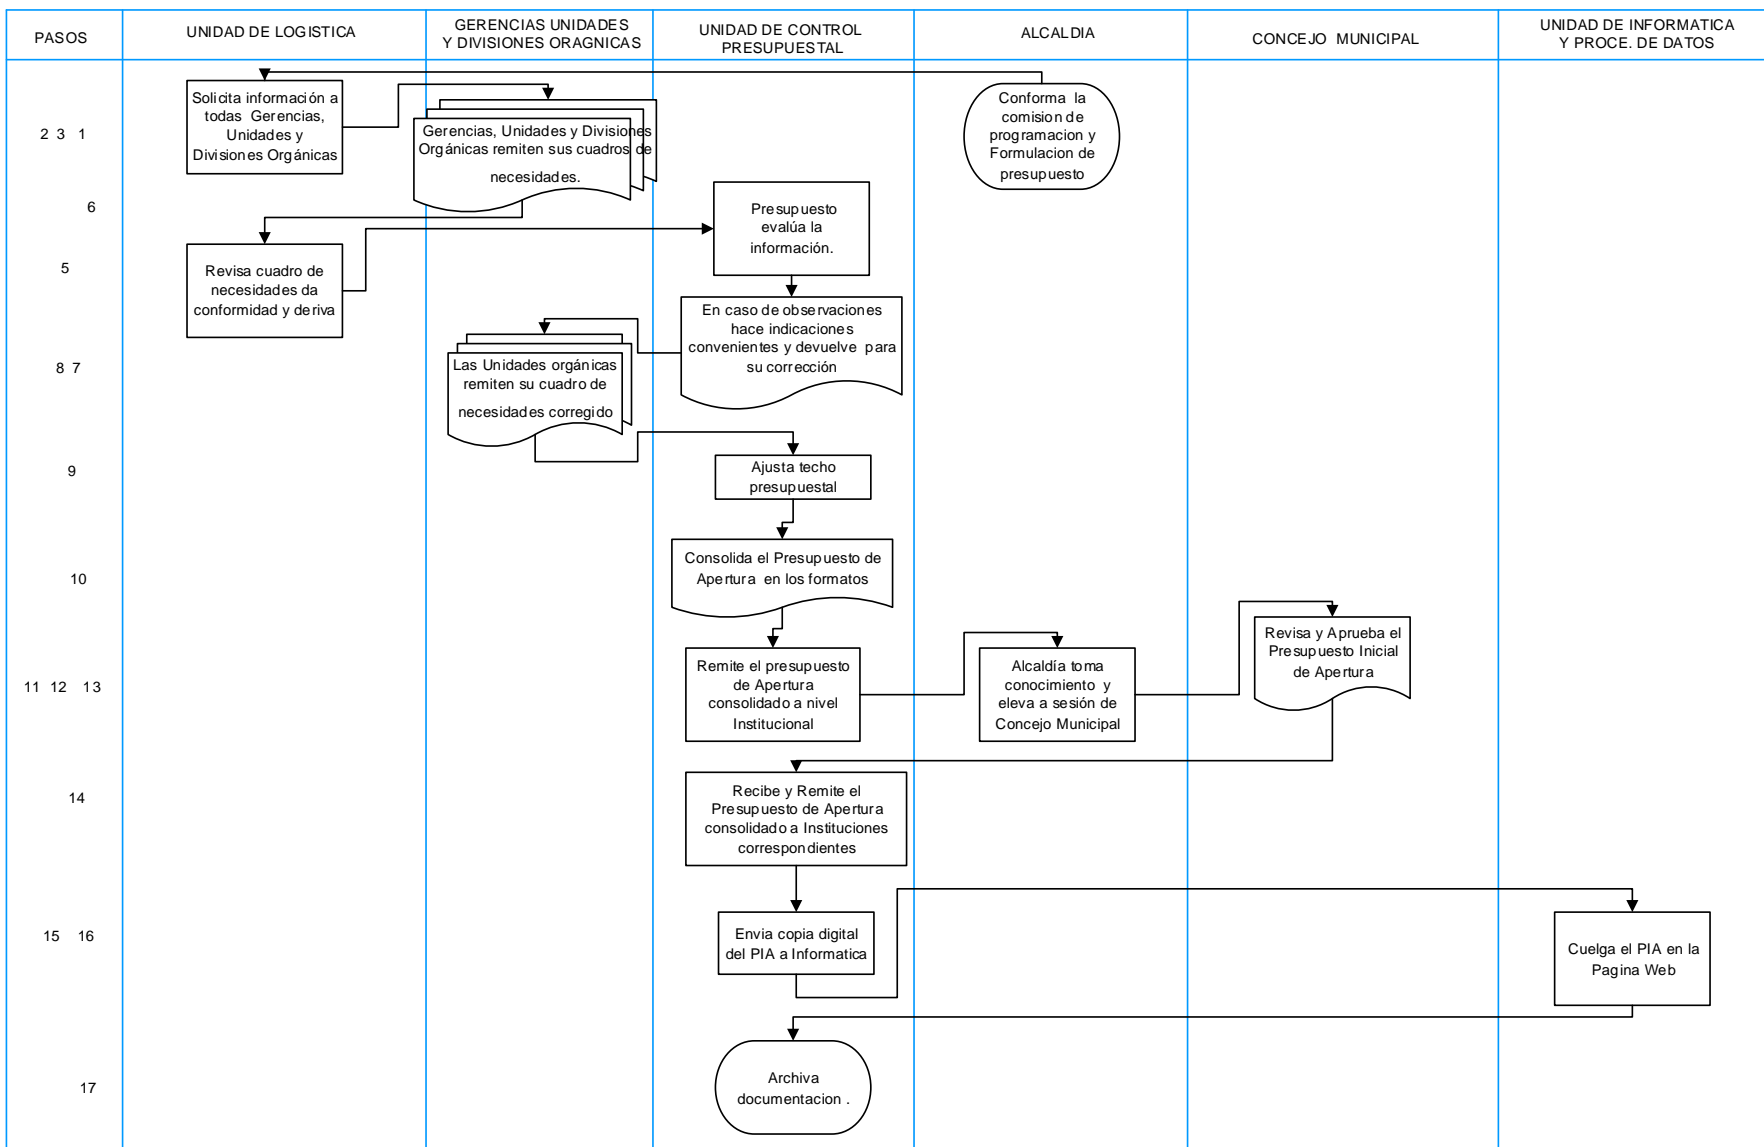 PASOS
UNIDAD DE LOGISTICA
GERENCIAS UNIDADES
Y DIVISIONES ORAGNICAS
UNIDAD DE CONTROL
PRESUPUESTAL
ALCALDIA
CONCEJO MUNICIPAL
UNIDAD DE INFORMATICA
Y PROCE. DE DATOS
2 3 1
Solicita información a
todas Gerencias,
Unidades y
Divisiones Orgánicas
Gerencias, Unidades y Divisiones
Orgánicas remiten sus cuadros de
necesidades.
Conforma la
comision de
programacion y
Formulacion de
presupuesto
6
Presupuesto
evalúa la
información.
5
Revisa cuadro de
necesidades da
conformidad y deriva
En caso de observaciones
hace indicaciones
convenientes y devuelve para
su corrección
8 7
Las Unidades orgánicas
remiten su cuadro de
necesidades corregido
9
Ajusta techo
presupuestal
10
Consolida el Presupuesto de
Apertura en los formatos
11 12 13
Remite el presupuesto
de Apertura
consolidado a nivel
Institucional
Alcaldía toma
conocimiento y
eleva a sesión de
Concejo Municipal
Revisa y Aprueba el
Presupuesto Inicial
de Apertura
14
Recibe y Remite el
Presupuesto de Apertura
consolidado a Instituciones
correspondientes
15 16
Envia copia digital
del PIA a Informatica
Cuelga el PIA en la
Pagina Web
17
Archiva
documentacion .